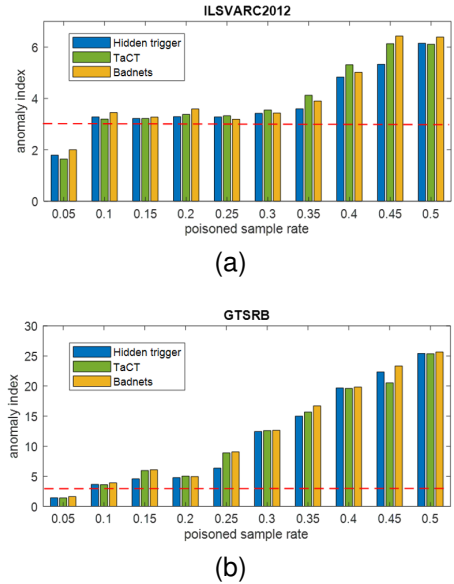 ILSVARC2012
6
4
2
0
anomaly index
Hidden trigger
TaCT
Badnets
0.05 0.1 0.15 0.2 0.25 0.3 0.35 0.4 0.45 0.5
poisoned sample rate
(a)
GTSRB
30
25
20
15
10
5
0
anomaly index
Hidden trigger
TaCT
Badnets
0.05 0.1 0.15 0.2 0.25 0.3 0.35 0.4 0.45 0.5
poisoned sample rate
(b)